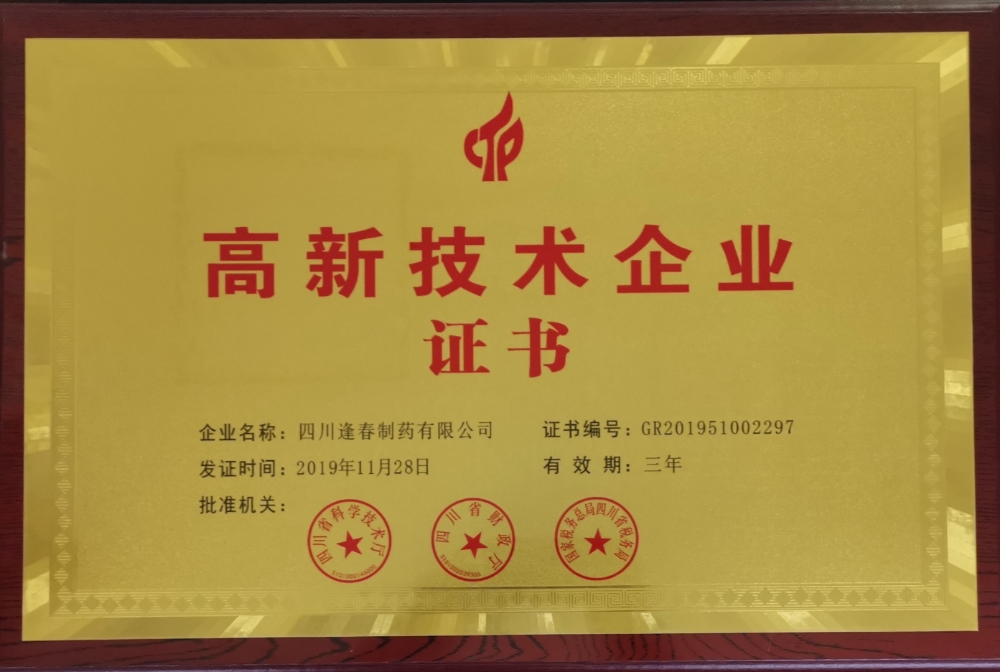 CTP
高新技术企业
证书
企业名称：四川逢春制药有限公司
证书编号：GR201951002297
发证时间：2019年11月28日
有效期：三年
批准机关：
四川省科学技术厅
四川省财政厅
国家税务总局四川省税务局